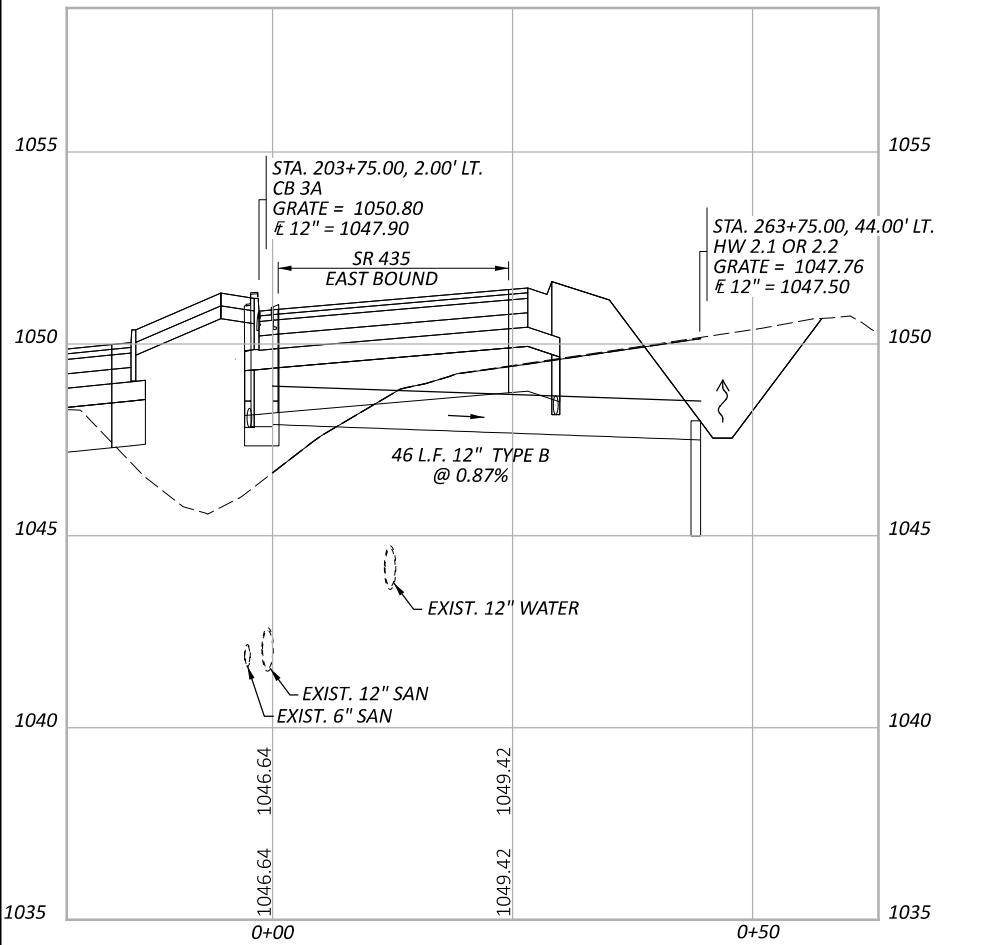 1055
1055
STA. 203+75.00, 2.00' LT.
CB 3A
GRATE = 1050.80
12" = 1047.90
STA. 263+75.00, 44.00' LT.
HW 2.1 OR 2.2
GRATE = 1047.76
12" = 1047.50
SR 435
EAST BOUND
1050
1050
46 L.F. 12" TYPE B
@ 0.87%
1045
1045
EXIST. 12" WATER
EXIST. 12" SAN
EXIST. 6" SAN
1040
1040
1046.64
1049.42
1046.64
1049.42
1035
1035
0+00
0+50